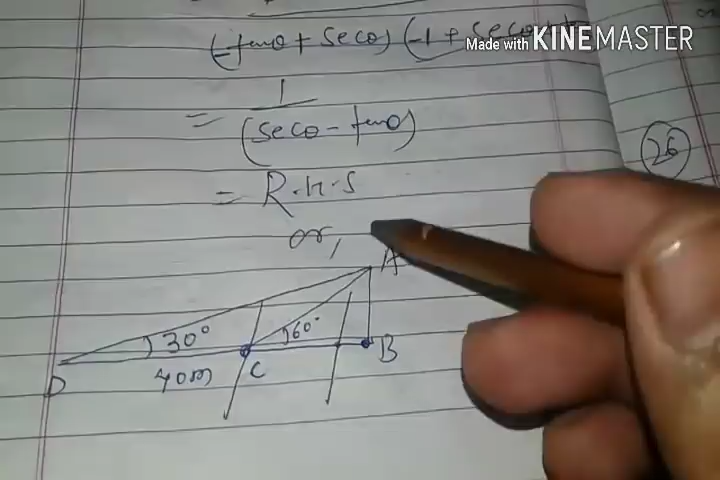 (-tanθ + secθ) (-1 + secθ +
Made with KINEMASTER
1
= (secθ - tanθ)
= R.H.S
26
or,
A
30°
60°
B
D
40m
C